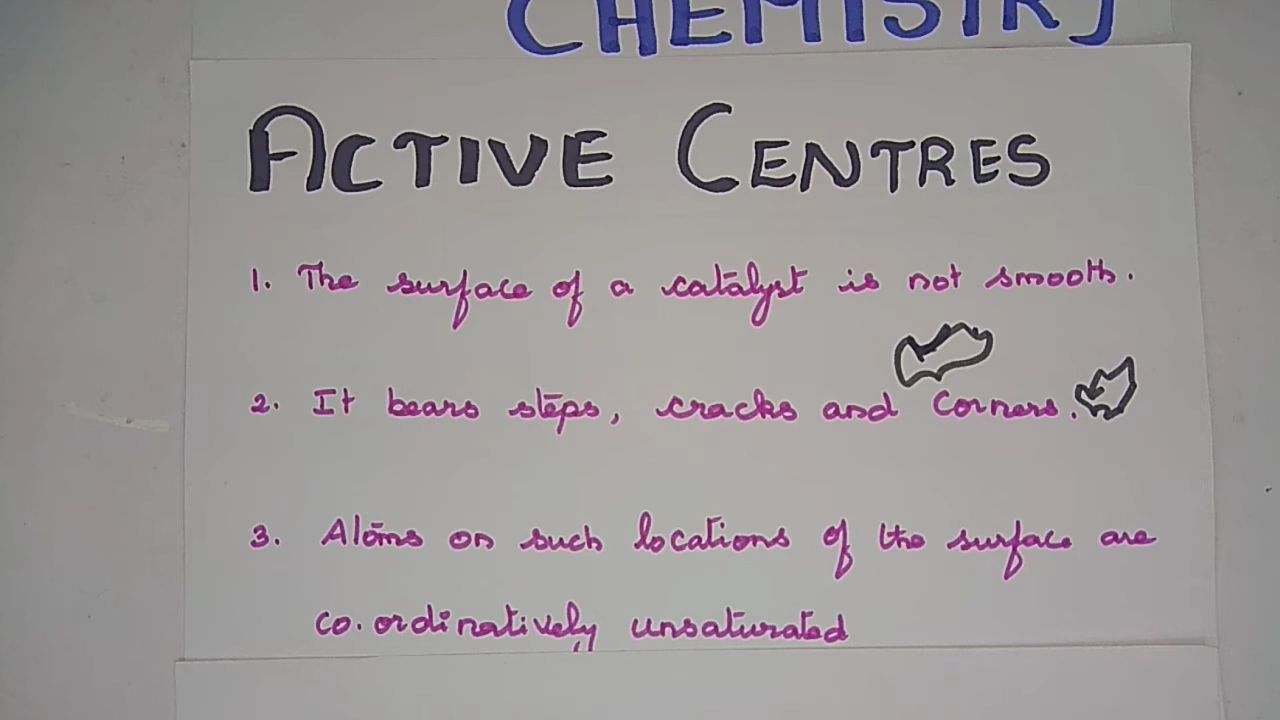 CHEMISTRY
ACTIVE CENTRES
1. The surface of a catalyst is not smooth.
2. It bears steps, cracks and corners.
3. Atoms on such locations of the surface are
co.ordinatively unsaturated